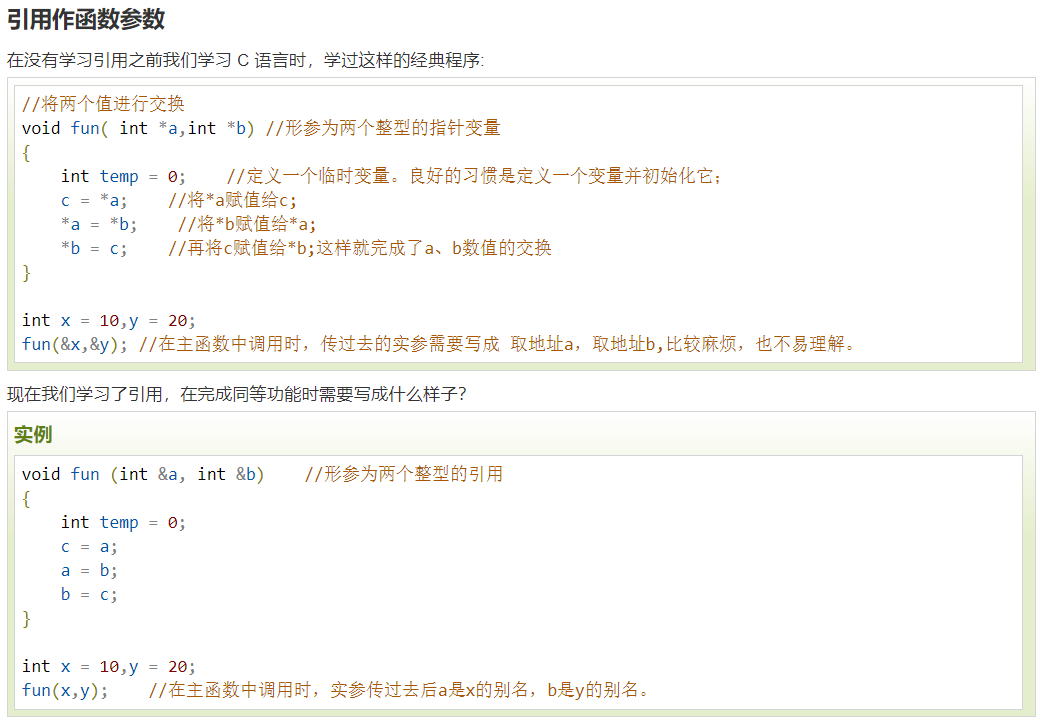 引用作函数参数
在没有学习引用之前我们学习 C 语言时，学过这样的经典程序:
//将两个值进行交换
void fun( int *a,int *b) //形参为两个整型的指针变量
{
    int temp = 0;    //定义一个临时变量。良好的习惯是定义一个变量并初始化它;
    c = *a;    //将*a赋值给c;
    *a = *b;    //将*b赋值给*a;
    *b = c;    //再将c赋值给*b;这样就完成了a、b数值的交换
}
int x = 10,y = 20;
fun(&x,&y); //在主函数中调用时，传过去的实参需要写成 取地址a，取地址b,比较麻烦，也不易理解。
现在我们学习了引用，在完成同等功能时需要写成什么样子？
实例
void fun (int &a, int &b)    //形参为两个整型的引用
{
    int temp = 0;
    c = a;
    a = b;
    b = c;
}
int x = 10,y = 20;
fun(x,y);    //在主函数中调用时，实参传过去后a是x的别名，b是y的别名。